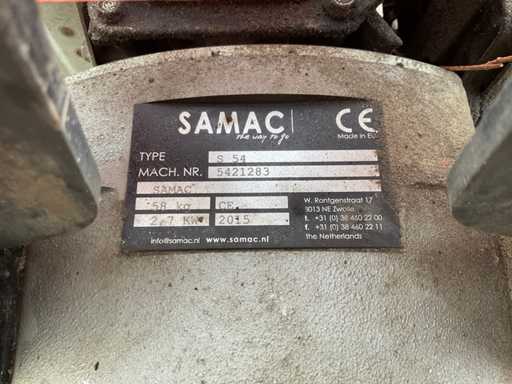 SAMAC
the way to go
CE
Made in EU
TYPE S 54
MACH. NR. 5421283
SAMAC
58 kg CE
2.7 KW 2015
W. Rontgenstraat 17
8013 NE Zwolle
t. +31 (0) 38 460 22 00
f. +31 (0) 38 460 22 11
the Netherlands
info@samac.nl www.samac.nl